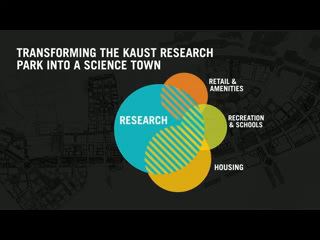 TRANSFORMING THE KAUST RESEARCH
PARK INTO A SCIENCE TOWN
RETAIL &
AMENITIES
RESEARCH
RECREATION
& SCHOOLS
HOUSING